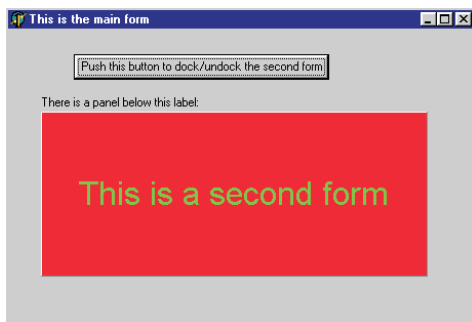 This is the main form
Push this button to dock/undock the second form
There is a panel below this label:
This is a second form